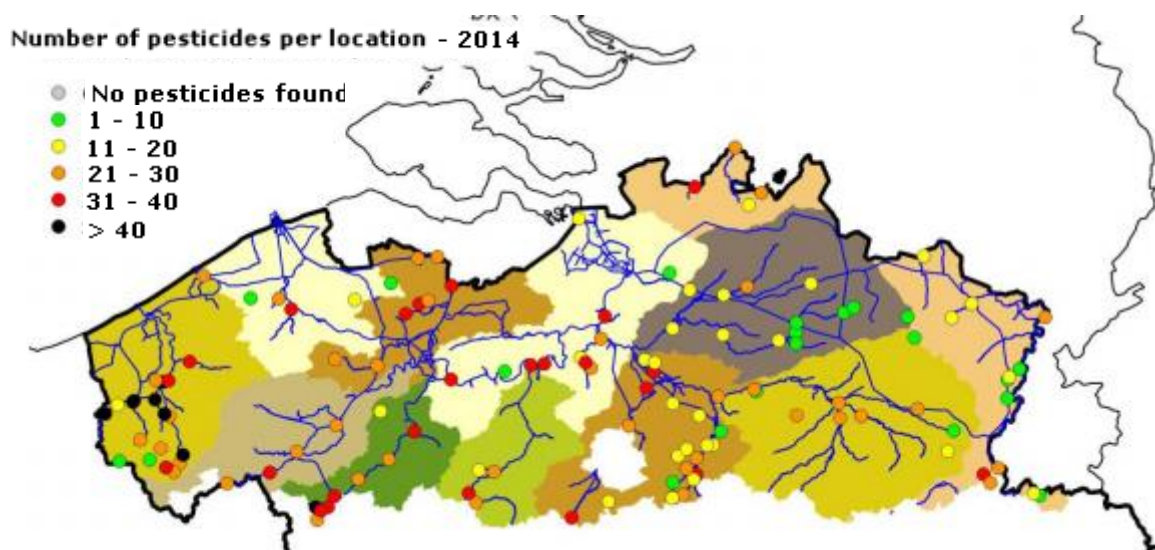 Number of pesticides per location - 2014
No pesticides found
1 - 10
11 - 20
21 - 30
31 - 40
> 40